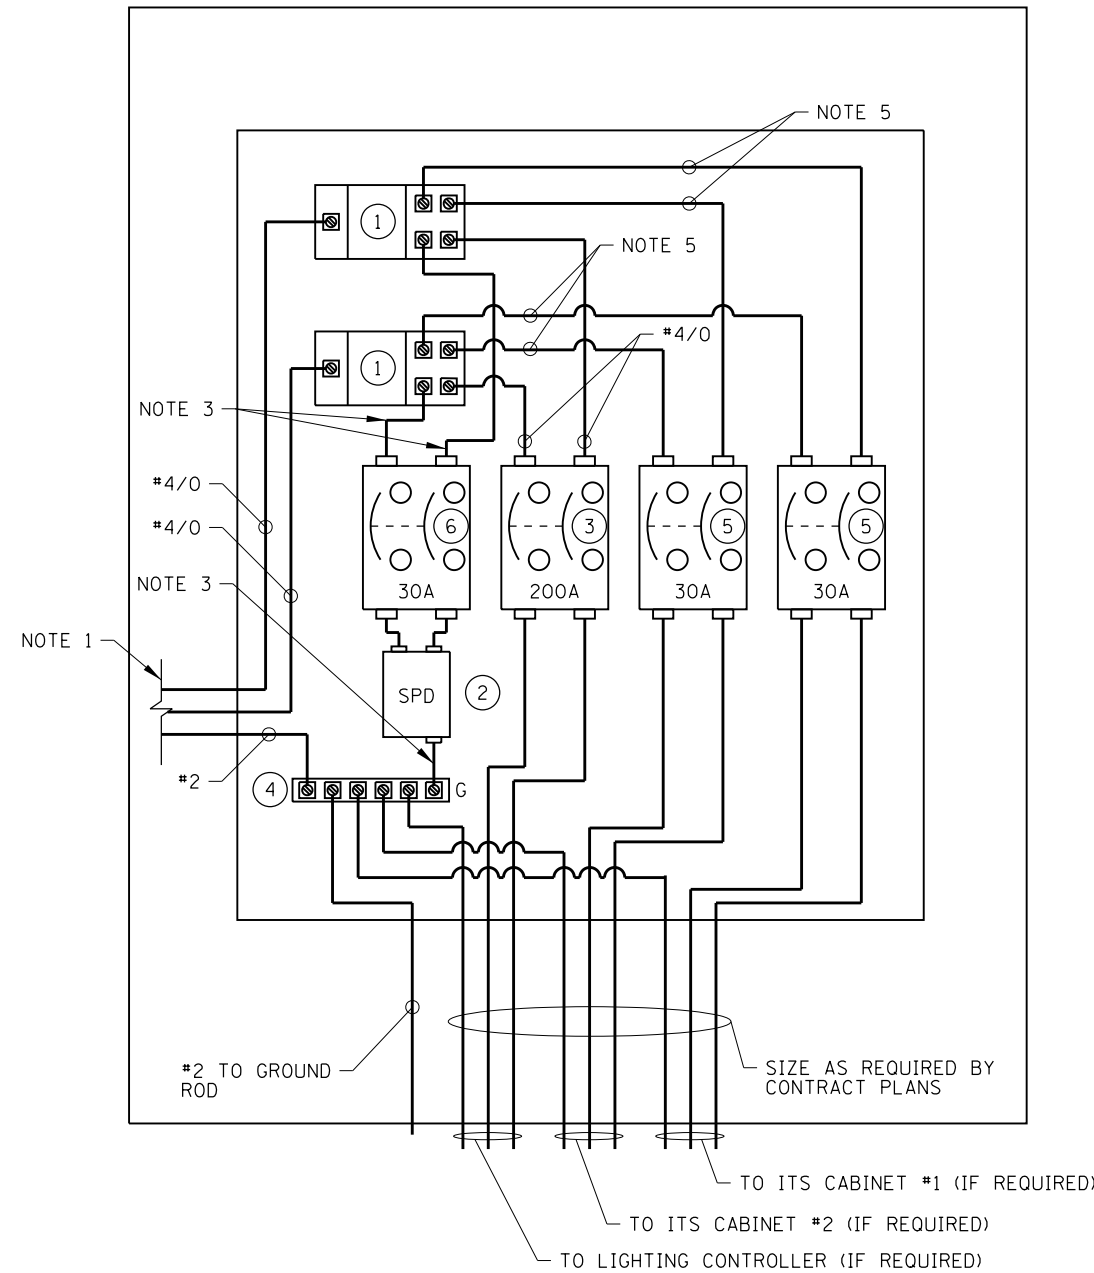 NOTE 5
1
NOTE 5
#4/0
1
NOTE 3
#4/0
#4/0
6
3
5
5
NOTE 3
30A
200A
30A
30A
NOTE 1
SPD
2
#2
4
G
#2 TO GROUND
ROD
SIZE AS REQUIRED BY
CONTRACT PLANS
TO ITS CABINET #1 (IF REQUIRED)
TO ITS CABINET #2 (IF REQUIRED)
TO LIGHTING CONTROLLER (IF REQUIRED)